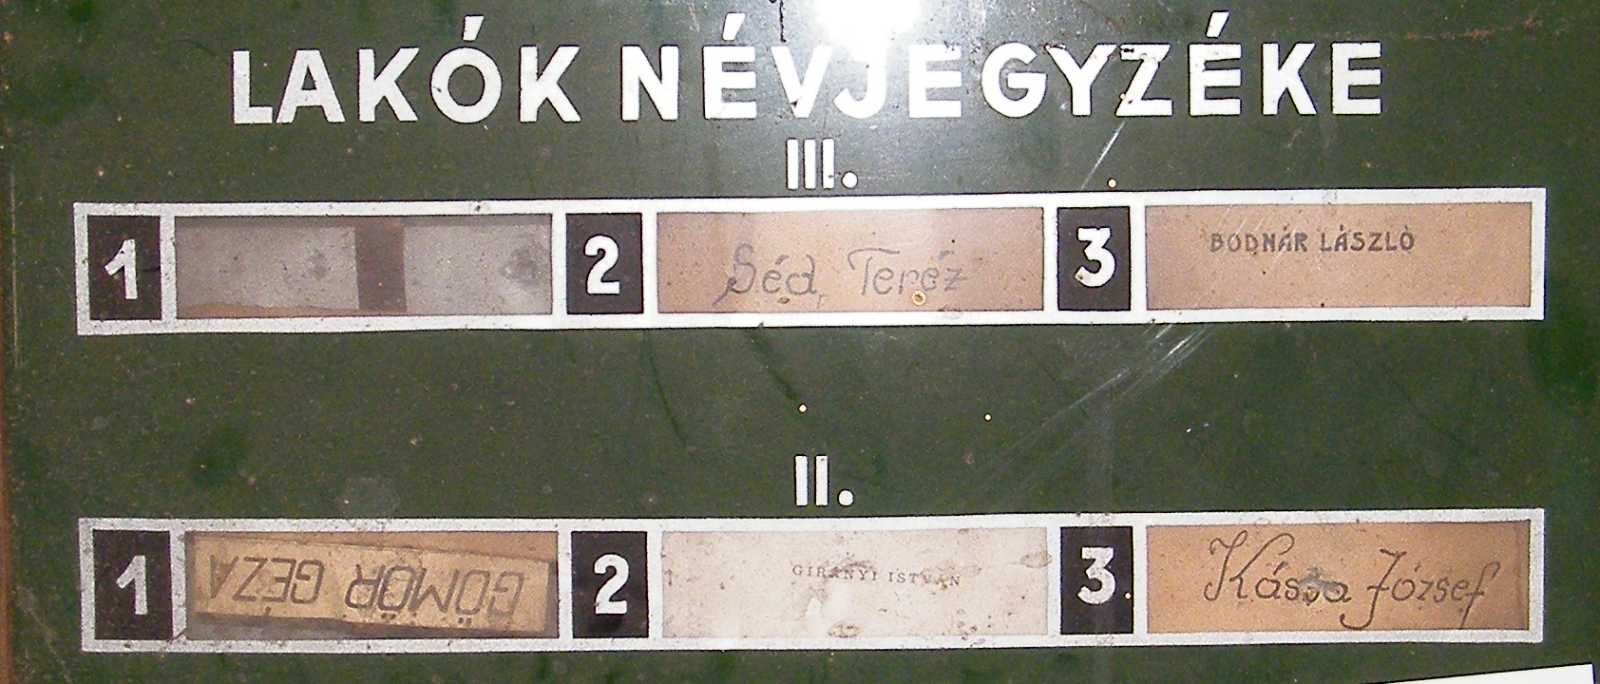 LAKÓK NÉVJEGYZÉKE
III.
1
2 Séd Teréz
3 BODNÁR LÁSZLÓ
II.
1 GÖMÖR GÉZA
2 GIRÁNYI ISTVÁN
3 Kássa József